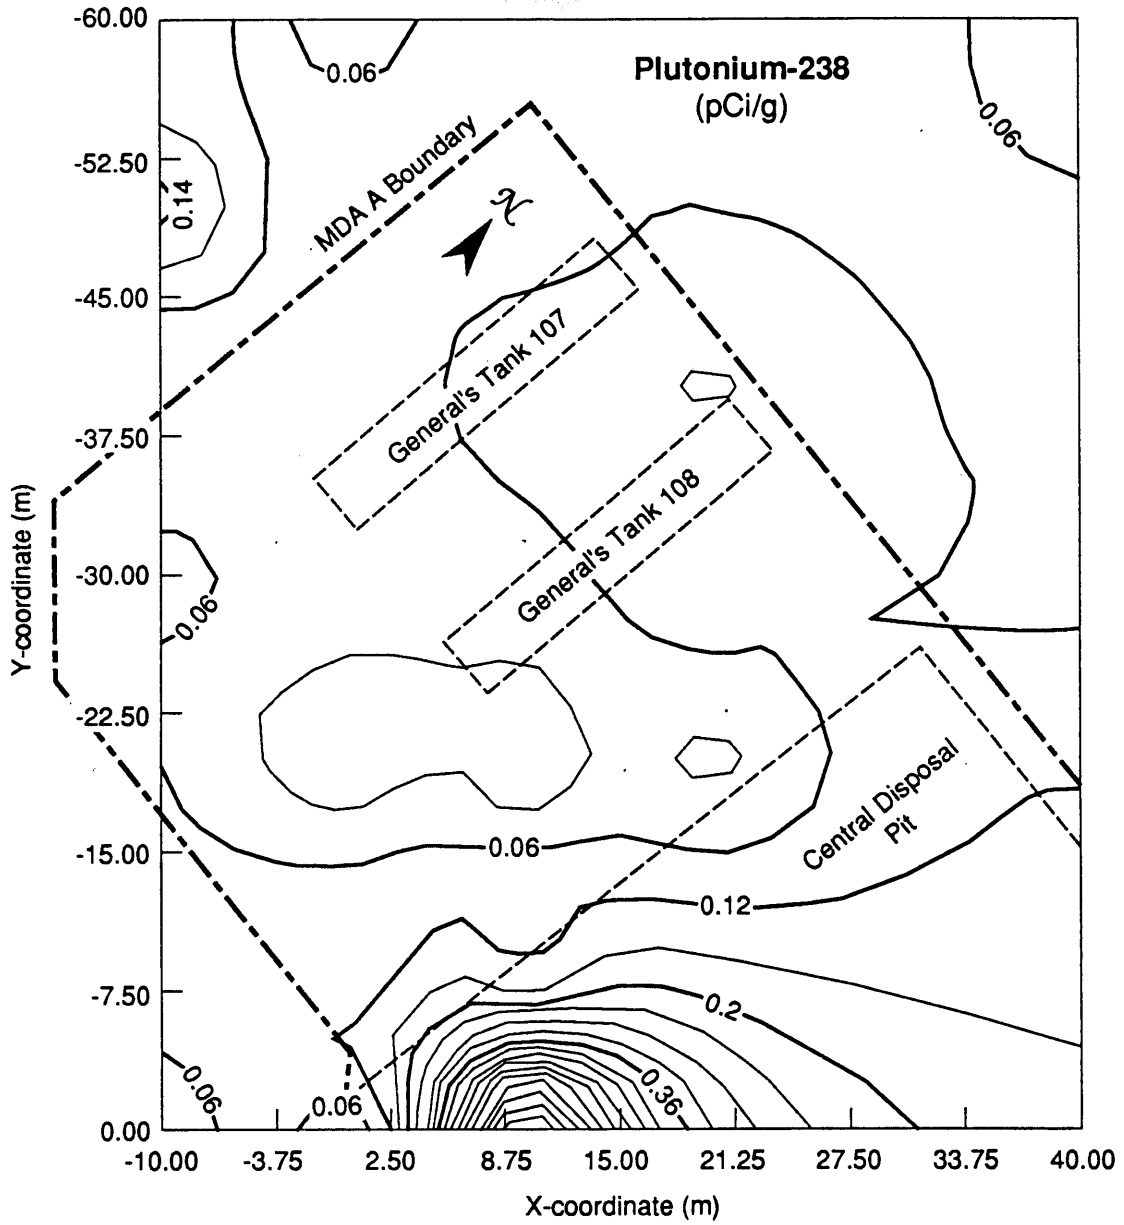 -60.00
0.06
Plutonium-238
(pCi/g)
0.06
MDA A Boundary
-52.50
0.14
N
-45.00
General's Tank 107
-37.50
General's Tank 108
Y-coordinate (m)
-30.00
0.06
-22.50
Central Disposal
Pit
-15.00
0.06
0.12
-7.50
0.2
0.36
0.06
0.06
0.00
-10.00
-3.75
2.50
8.75
15.00
21.25
27.50
33.75
40.00
X-coordinate (m)